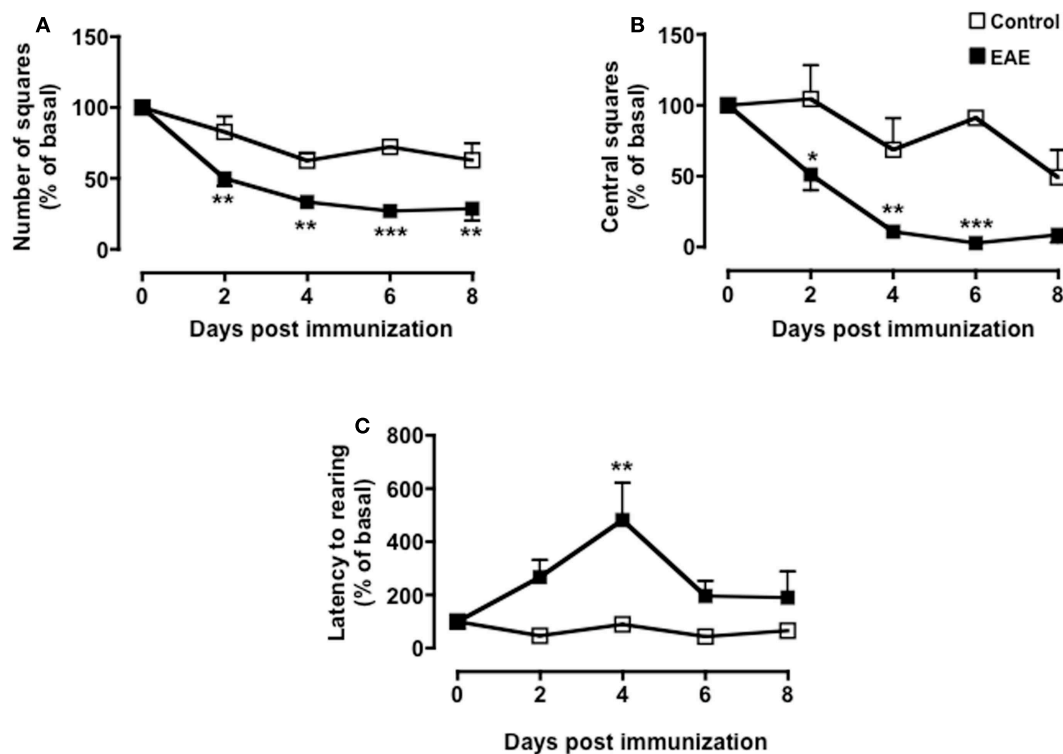 A
Number of squares
(% of basal)
150
100
50
0
** ** *** **
0 2 4 6 8
Days post immunization
B
Control
EAE
Central squares
(% of basal)
150
100
50
0
* ** ***
0 2 4 6 8
Days post immunization
C
Latency to rearing
(% of basal)
800
600
400
200
0
**
0 2 4 6 8
Days post immunization